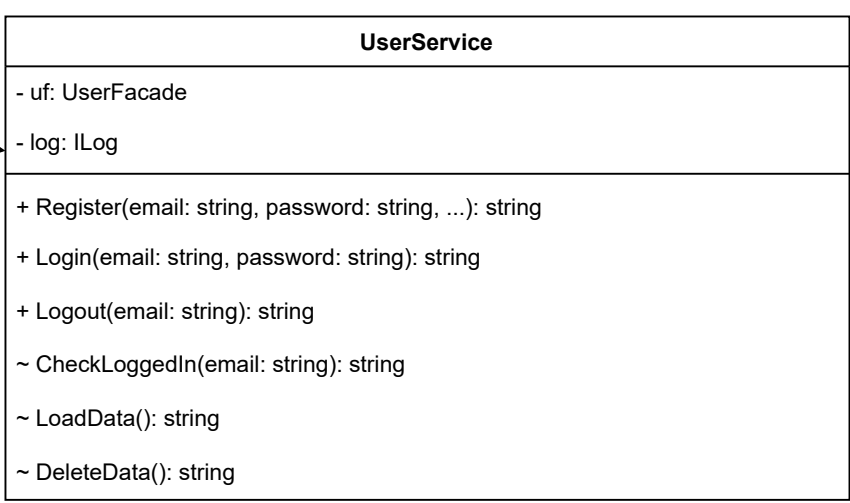 UserService
- uf: UserFacade
- log: ILog
+ Register(email: string, password: string, ...): string
+ Login(email: string, password: string): string
+ Logout(email: string): string
~ CheckLoggedIn(email: string): string
~ LoadData(): string
~ DeleteData(): string